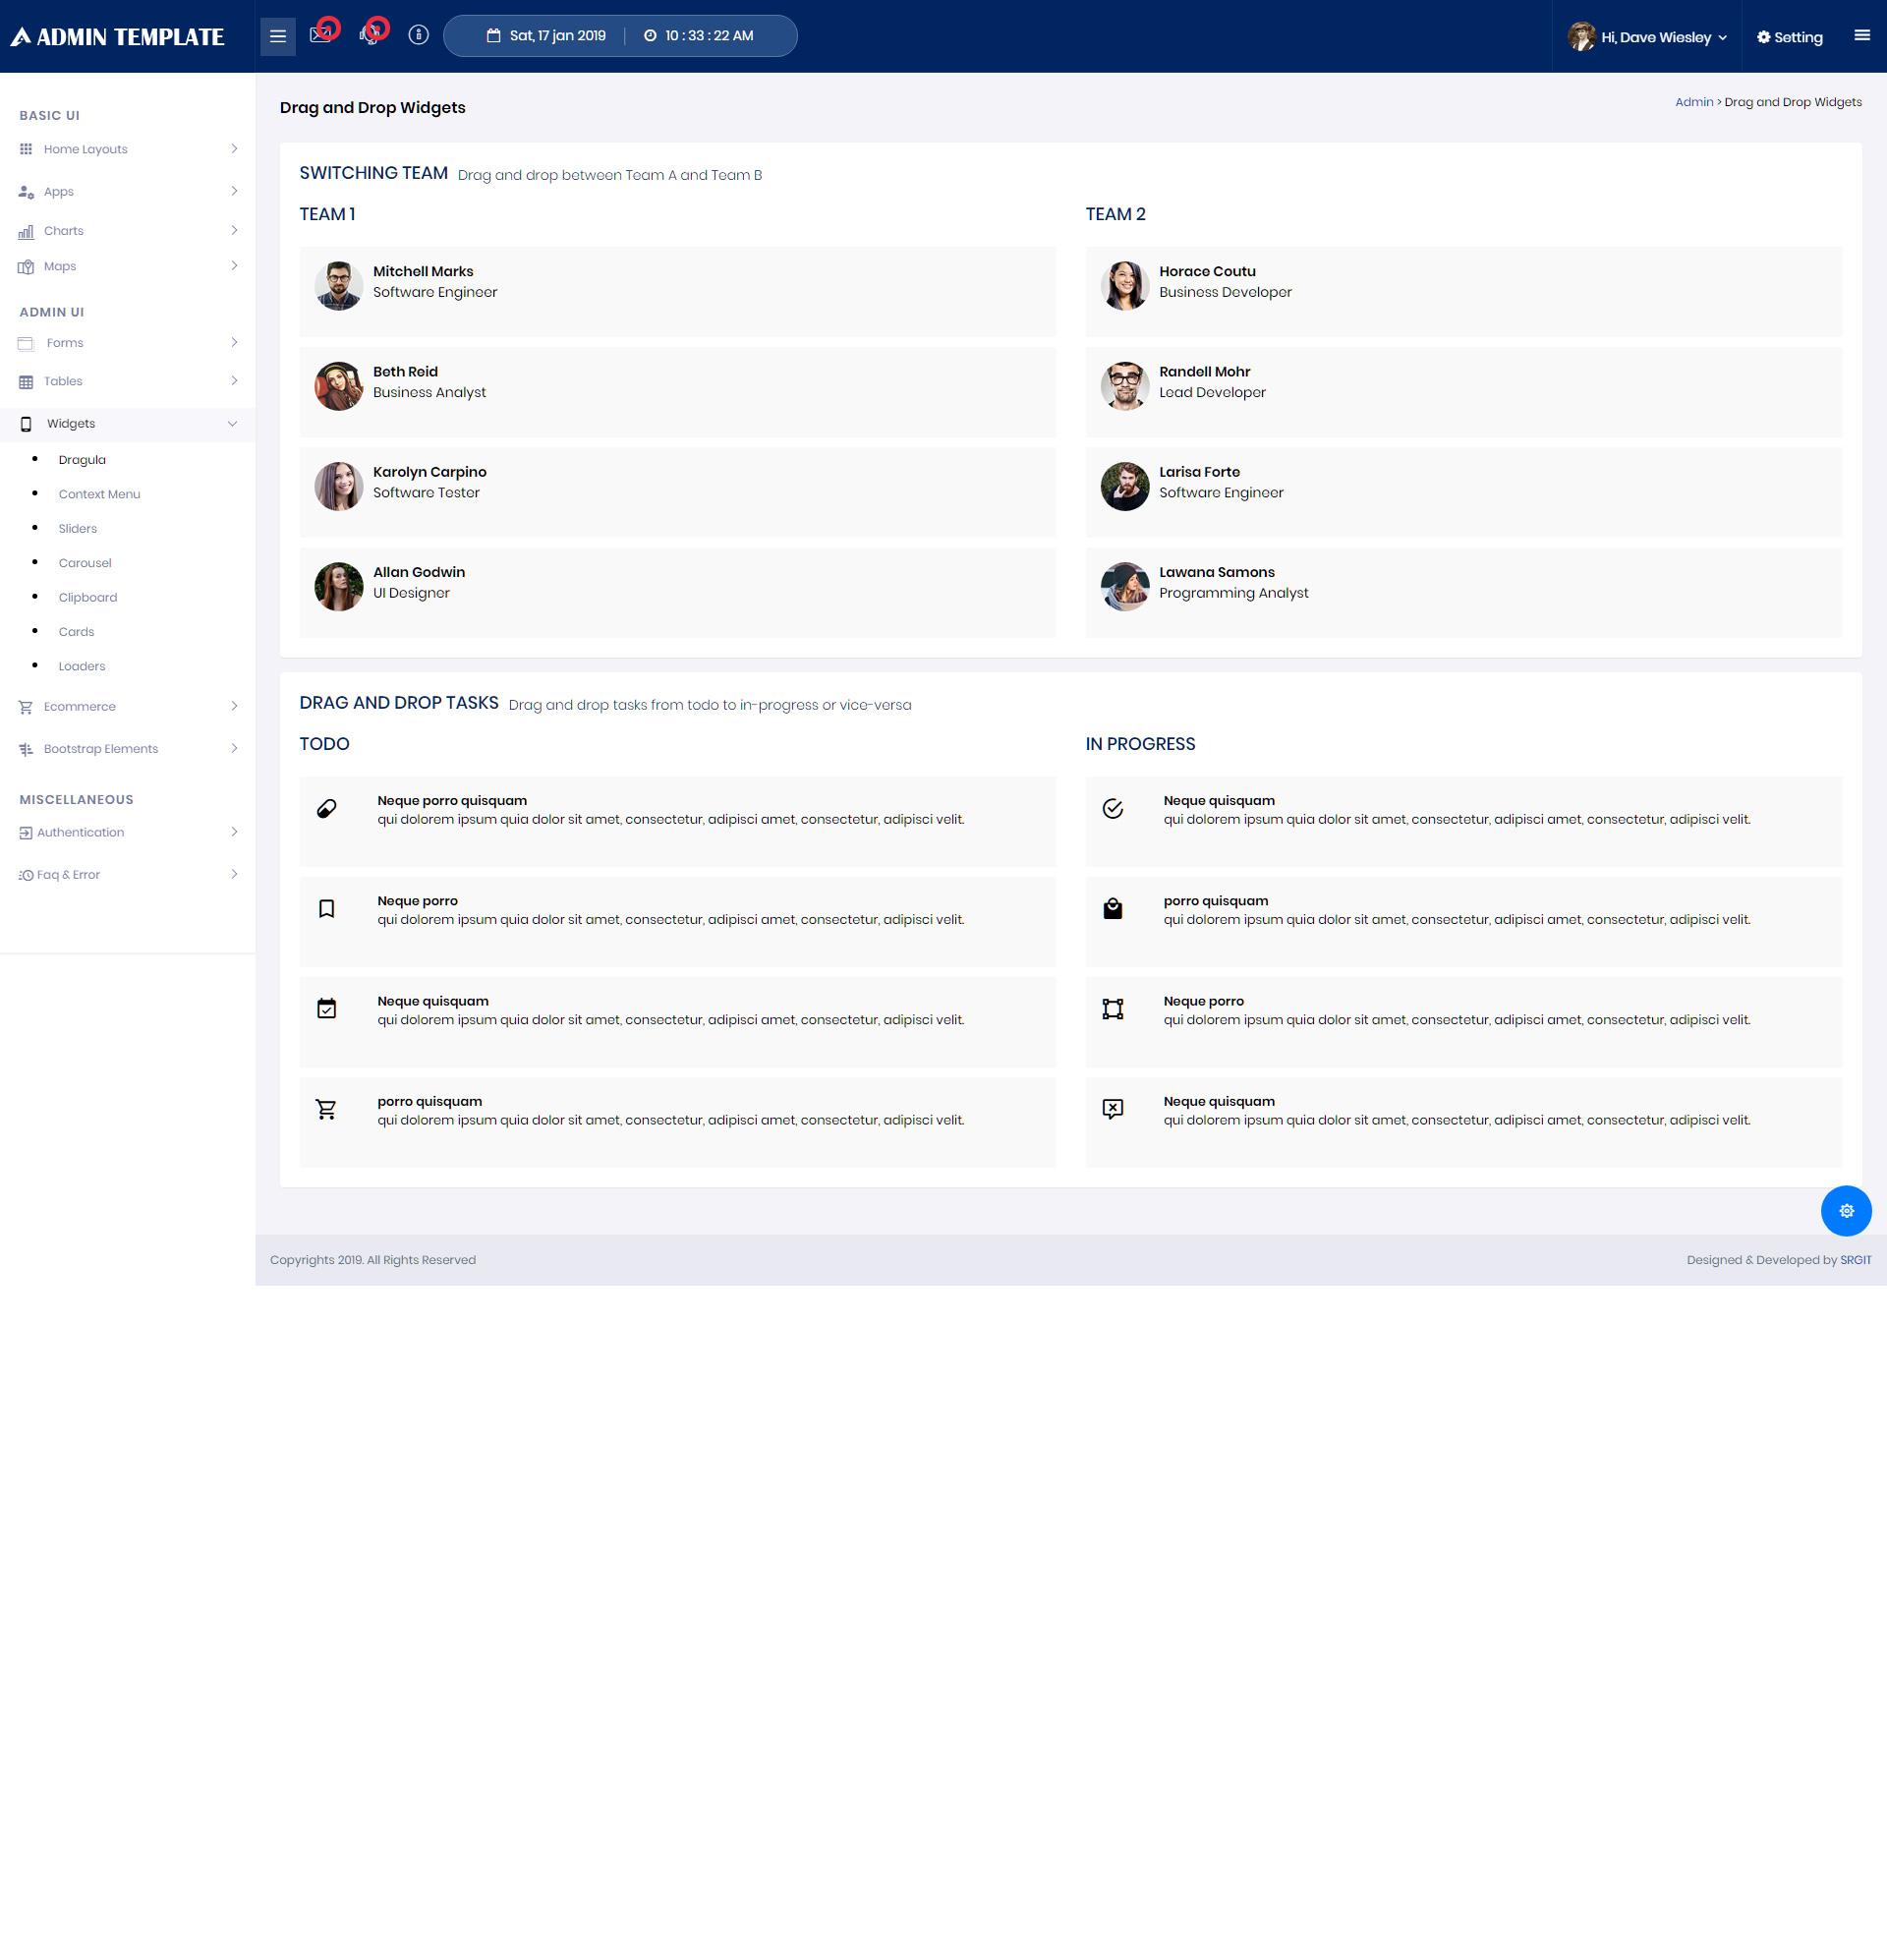 ADMIN TEMPLATE
Sat, 17 jan 2019
10 : 33 : 22 AM
Hi, Dave Wiesley
Setting
BASIC UI
Home Layouts
Apps
Charts
Maps
ADMIN UI
Forms
Tables
Widgets
Dragula
Context Menu
Sliders
Carousel
Clipboard
Cards
Loaders
Ecommerce
Bootstrap Elements
MISCELLANEOUS
Authentication
Faq & Error
Drag and Drop Widgets
Admin > Drag and Drop Widgets
SWITCHING TEAM Drag and drop between Team A and Team B
TEAM 1
Mitchell Marks
Software Engineer
Beth Reid
Business Analyst
Karolyn Carpino
Software Tester
Allan Godwin
UI Designer
TEAM 2
Horace Coutu
Business Developer
Randell Mohr
Lead Developer
Larisa Forte
Software Engineer
Lawana Samons
Programming Analyst
DRAG AND DROP TASKS Drag and drop tasks from todo to in-progress or vice-versa
TODO
Neque porro quisquam
qui dolorem ipsum quia dolor sit amet, consectetur, adipisci amet, consectetur, adipisci velit.
Neque porro
qui dolorem ipsum quia dolor sit amet, consectetur, adipisci amet, consectetur, adipisci velit.
Neque quisquam
qui dolorem ipsum quia dolor sit amet, consectetur, adipisci amet, consectetur, adipisci velit.
porro quisquam
qui dolorem ipsum quia dolor sit amet, consectetur, adipisci amet, consectetur, adipisci velit.
IN PROGRESS
Neque quisquam
qui dolorem ipsum quia dolor sit amet, consectetur, adipisci amet, consectetur, adipisci velit.
porro quisquam
qui dolorem ipsum quia dolor sit amet, consectetur, adipisci amet, consectetur, adipisci velit.
Neque porro
qui dolorem ipsum quia dolor sit amet, consectetur, adipisci amet, consectetur, adipisci velit.
Neque quisquam
qui dolorem ipsum quia dolor sit amet, consectetur, adipisci amet, consectetur, adipisci velit.
Copyrights 2019. All Rights Reserved
Designed & Developed by SRGIT